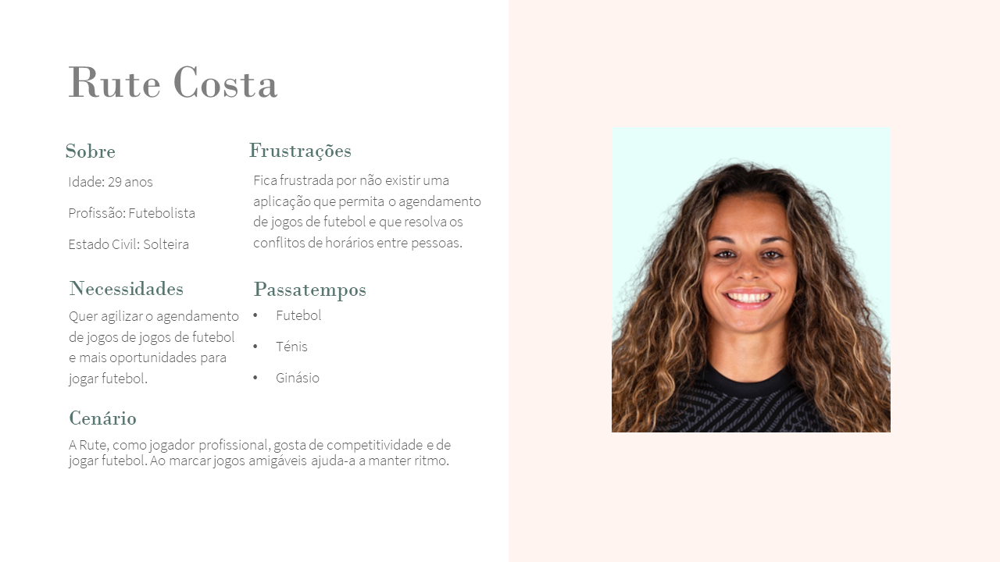 Rute Costa
Sobre
Idade: 29 anos
Profissão: Futebolista
Estado Civil: Solteira
Frustrações
Fica frustrada por não existir uma
aplicação que permita o agendamento
de jogos de futebol e que resolva os
conflitos de horários entre pessoas.
Necessidades
Quer agilizar o agendamento
de jogos de jogos de futebol
e mais oportunidades para
jogar futebol.
Passatempos
• Futebol
• Ténis
• Ginásio
Cenário
A Rute, como jogador profissional, gosta de competitividade e de
jogar futebol. Ao marcar jogos amigáveis ajuda-a a manter ritmo.